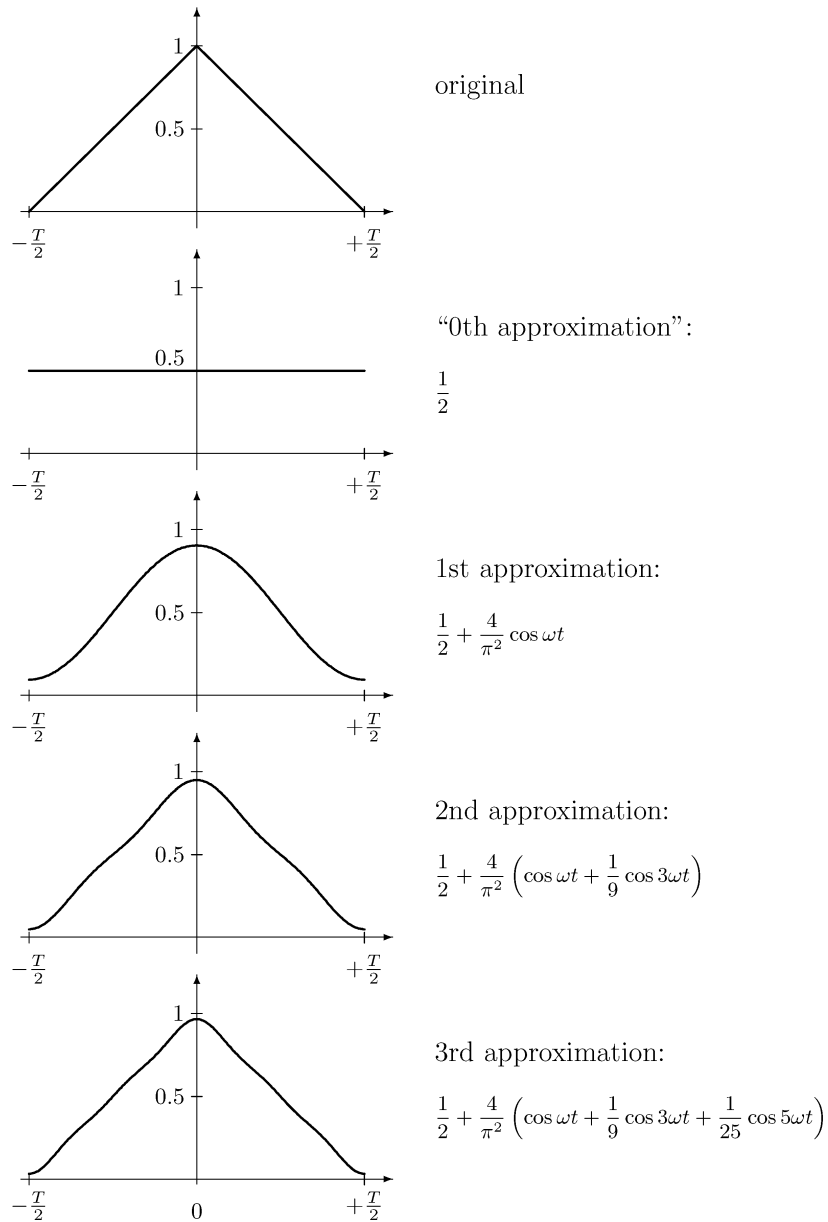 1
original
0.5
−T/2 +T/2
1
“0th approximation”:
0.5
1/2
−T/2 +T/2
1
1st approximation:
0.5
1/2 + 4/π² cos ωt
−T/2 +T/2
1
2nd approximation:
0.5
1/2 + 4/π² (cos ωt + 1/9 cos 3ωt)
−T/2 +T/2
1
3rd approximation:
0.5
1/2 + 4/π² (cos ωt + 1/9 cos 3ωt + 1/25 cos 5ωt)
−T/2 0 +T/2